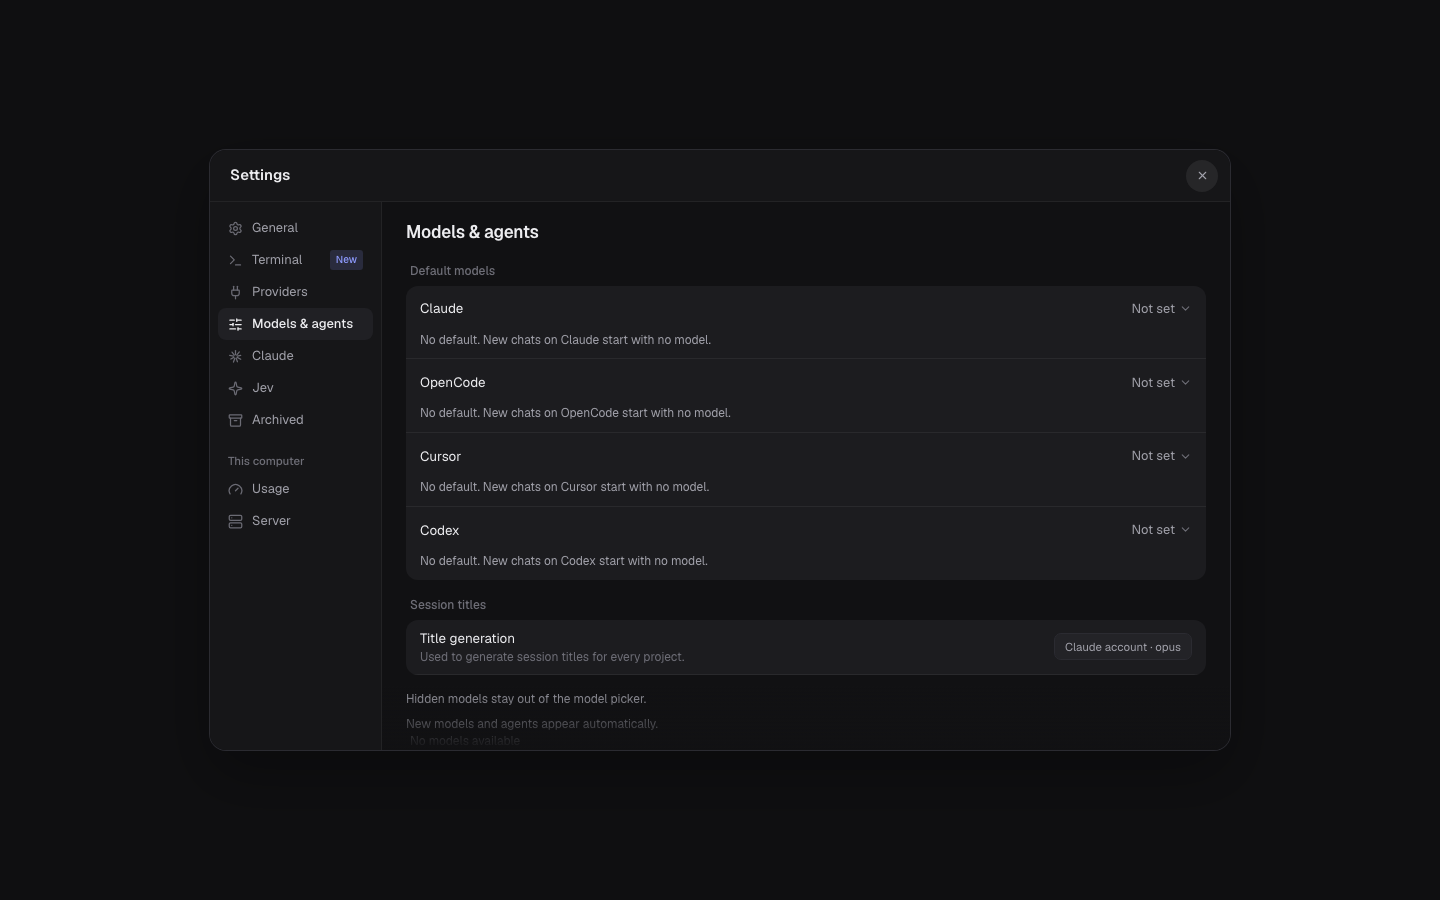 Settings
General
Terminal New
Providers
Models & agents
Claude
Jev
Archived
This computer
Usage
Server
Models & agents
Default models
Claude Not set
No default. New chats on Claude start with no model.
OpenCode Not set
No default. New chats on OpenCode start with no model.
Cursor Not set
No default. New chats on Cursor start with no model.
Codex Not set
No default. New chats on Codex start with no model.
Session titles
Title generation
Used to generate session titles for every project.
Claude account · opus
Hidden models stay out of the model picker.
New models and agents appear automatically.
No models available